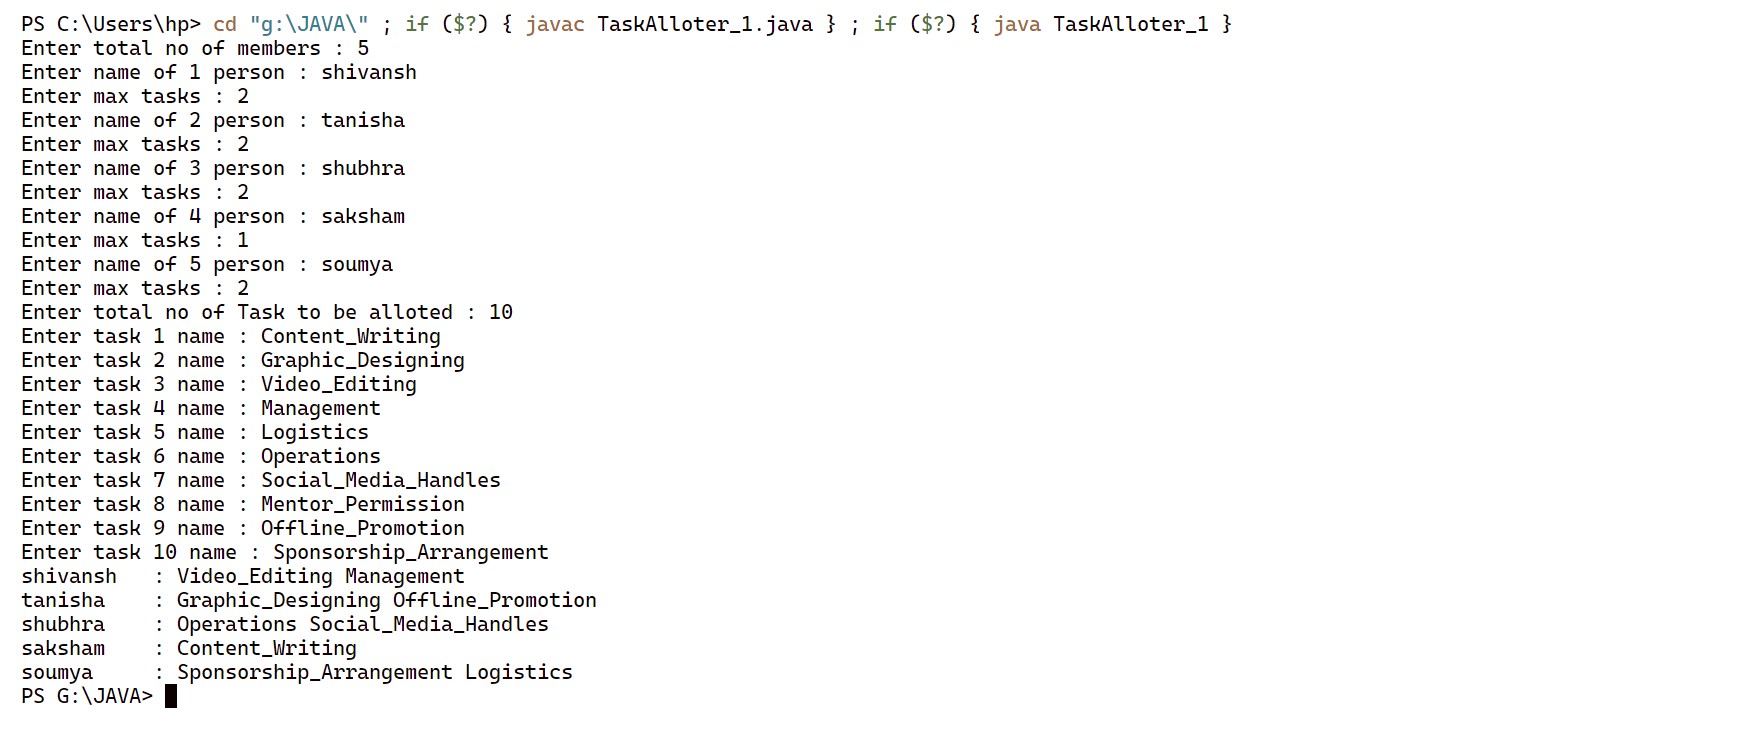 PS C:\Users\hp> cd "g:\JAVA\" ; if ($?) { javac TaskAlloter_1.java } ; if ($?) { java TaskAlloter_1 }
Enter total no of members : 5
Enter name of 1 person : shivansh
Enter max tasks : 2
Enter name of 2 person : tanisha
Enter max tasks : 2
Enter name of 3 person : shubhra
Enter max tasks : 2
Enter name of 4 person : saksham
Enter max tasks : 1
Enter name of 5 person : soumya
Enter max tasks : 2
Enter total no of Task to be alloted : 10
Enter task 1 name : Content_Writing
Enter task 2 name : Graphic_Designing
Enter task 3 name : Video_Editing
Enter task 4 name : Management
Enter task 5 name : Logistics
Enter task 6 name : Operations
Enter task 7 name : Social_Media_Handles
Enter task 8 name : Mentor_Permission
Enter task 9 name : Offline_Promotion
Enter task 10 name : Sponsorship_Arrangement
shivansh   : Video_Editing Management
tanisha    : Graphic_Designing Offline_Promotion
shubhra    : Operations Social_Media_Handles
saksham    : Content_Writing
soumya     : Sponsorship_Arrangement Logistics
PS G:\JAVA>